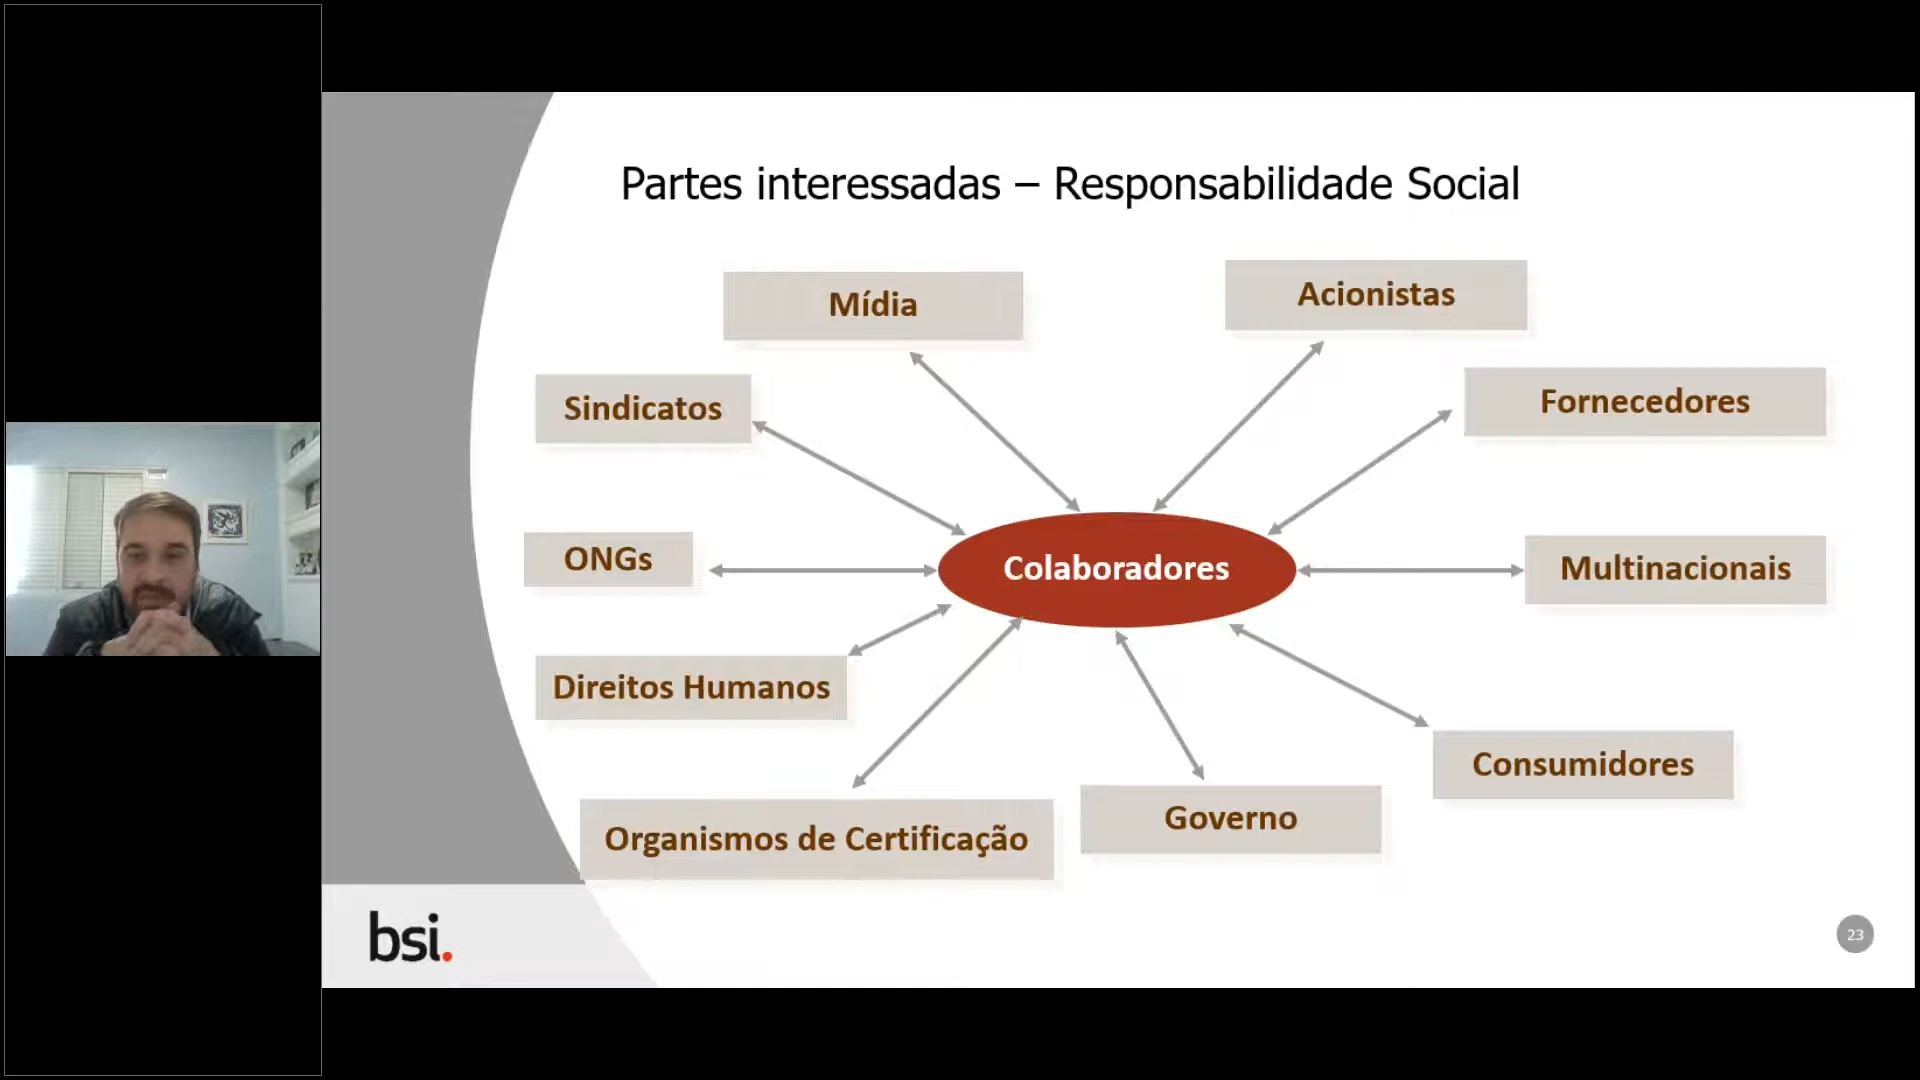 Partes interessadas – Responsabilidade Social
Mídia
Acionistas
Sindicatos
Fornecedores
ONGs
Colaboradores
Multinacionais
Direitos Humanos
Consumidores
Organismos de Certificação
Governo
bsi.
23